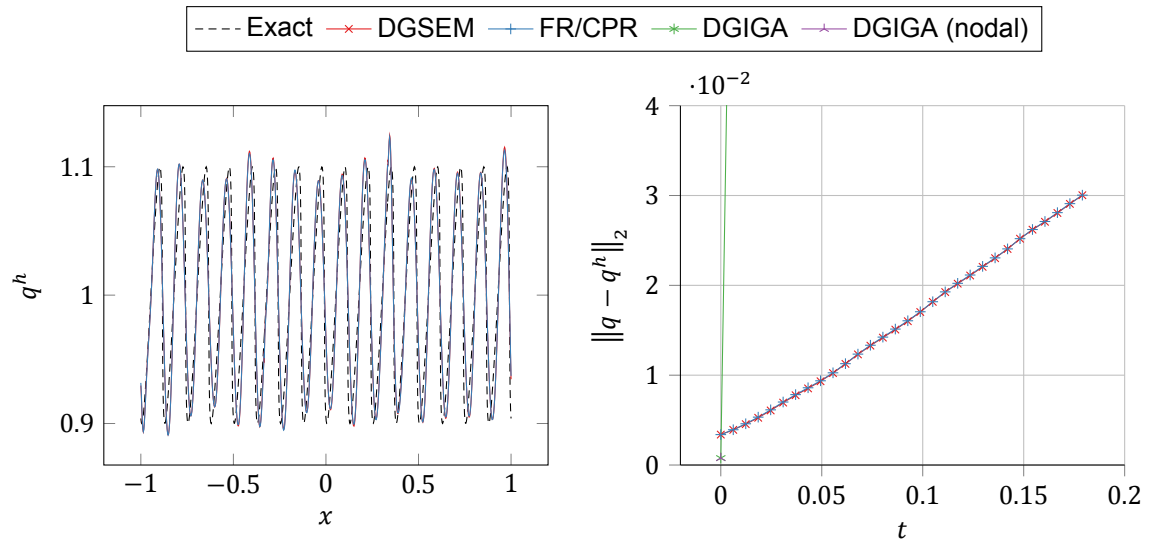 Exact DGSEM FR/CPR DGIGA DGIGA (nodal)
1.1
1
0.9
q^h
−1 −0.5 0 0.5 1
x
·10^−2
4
3
2
1
0
‖q − q^h‖_2
0 0.05 0.1 0.15 0.2
t